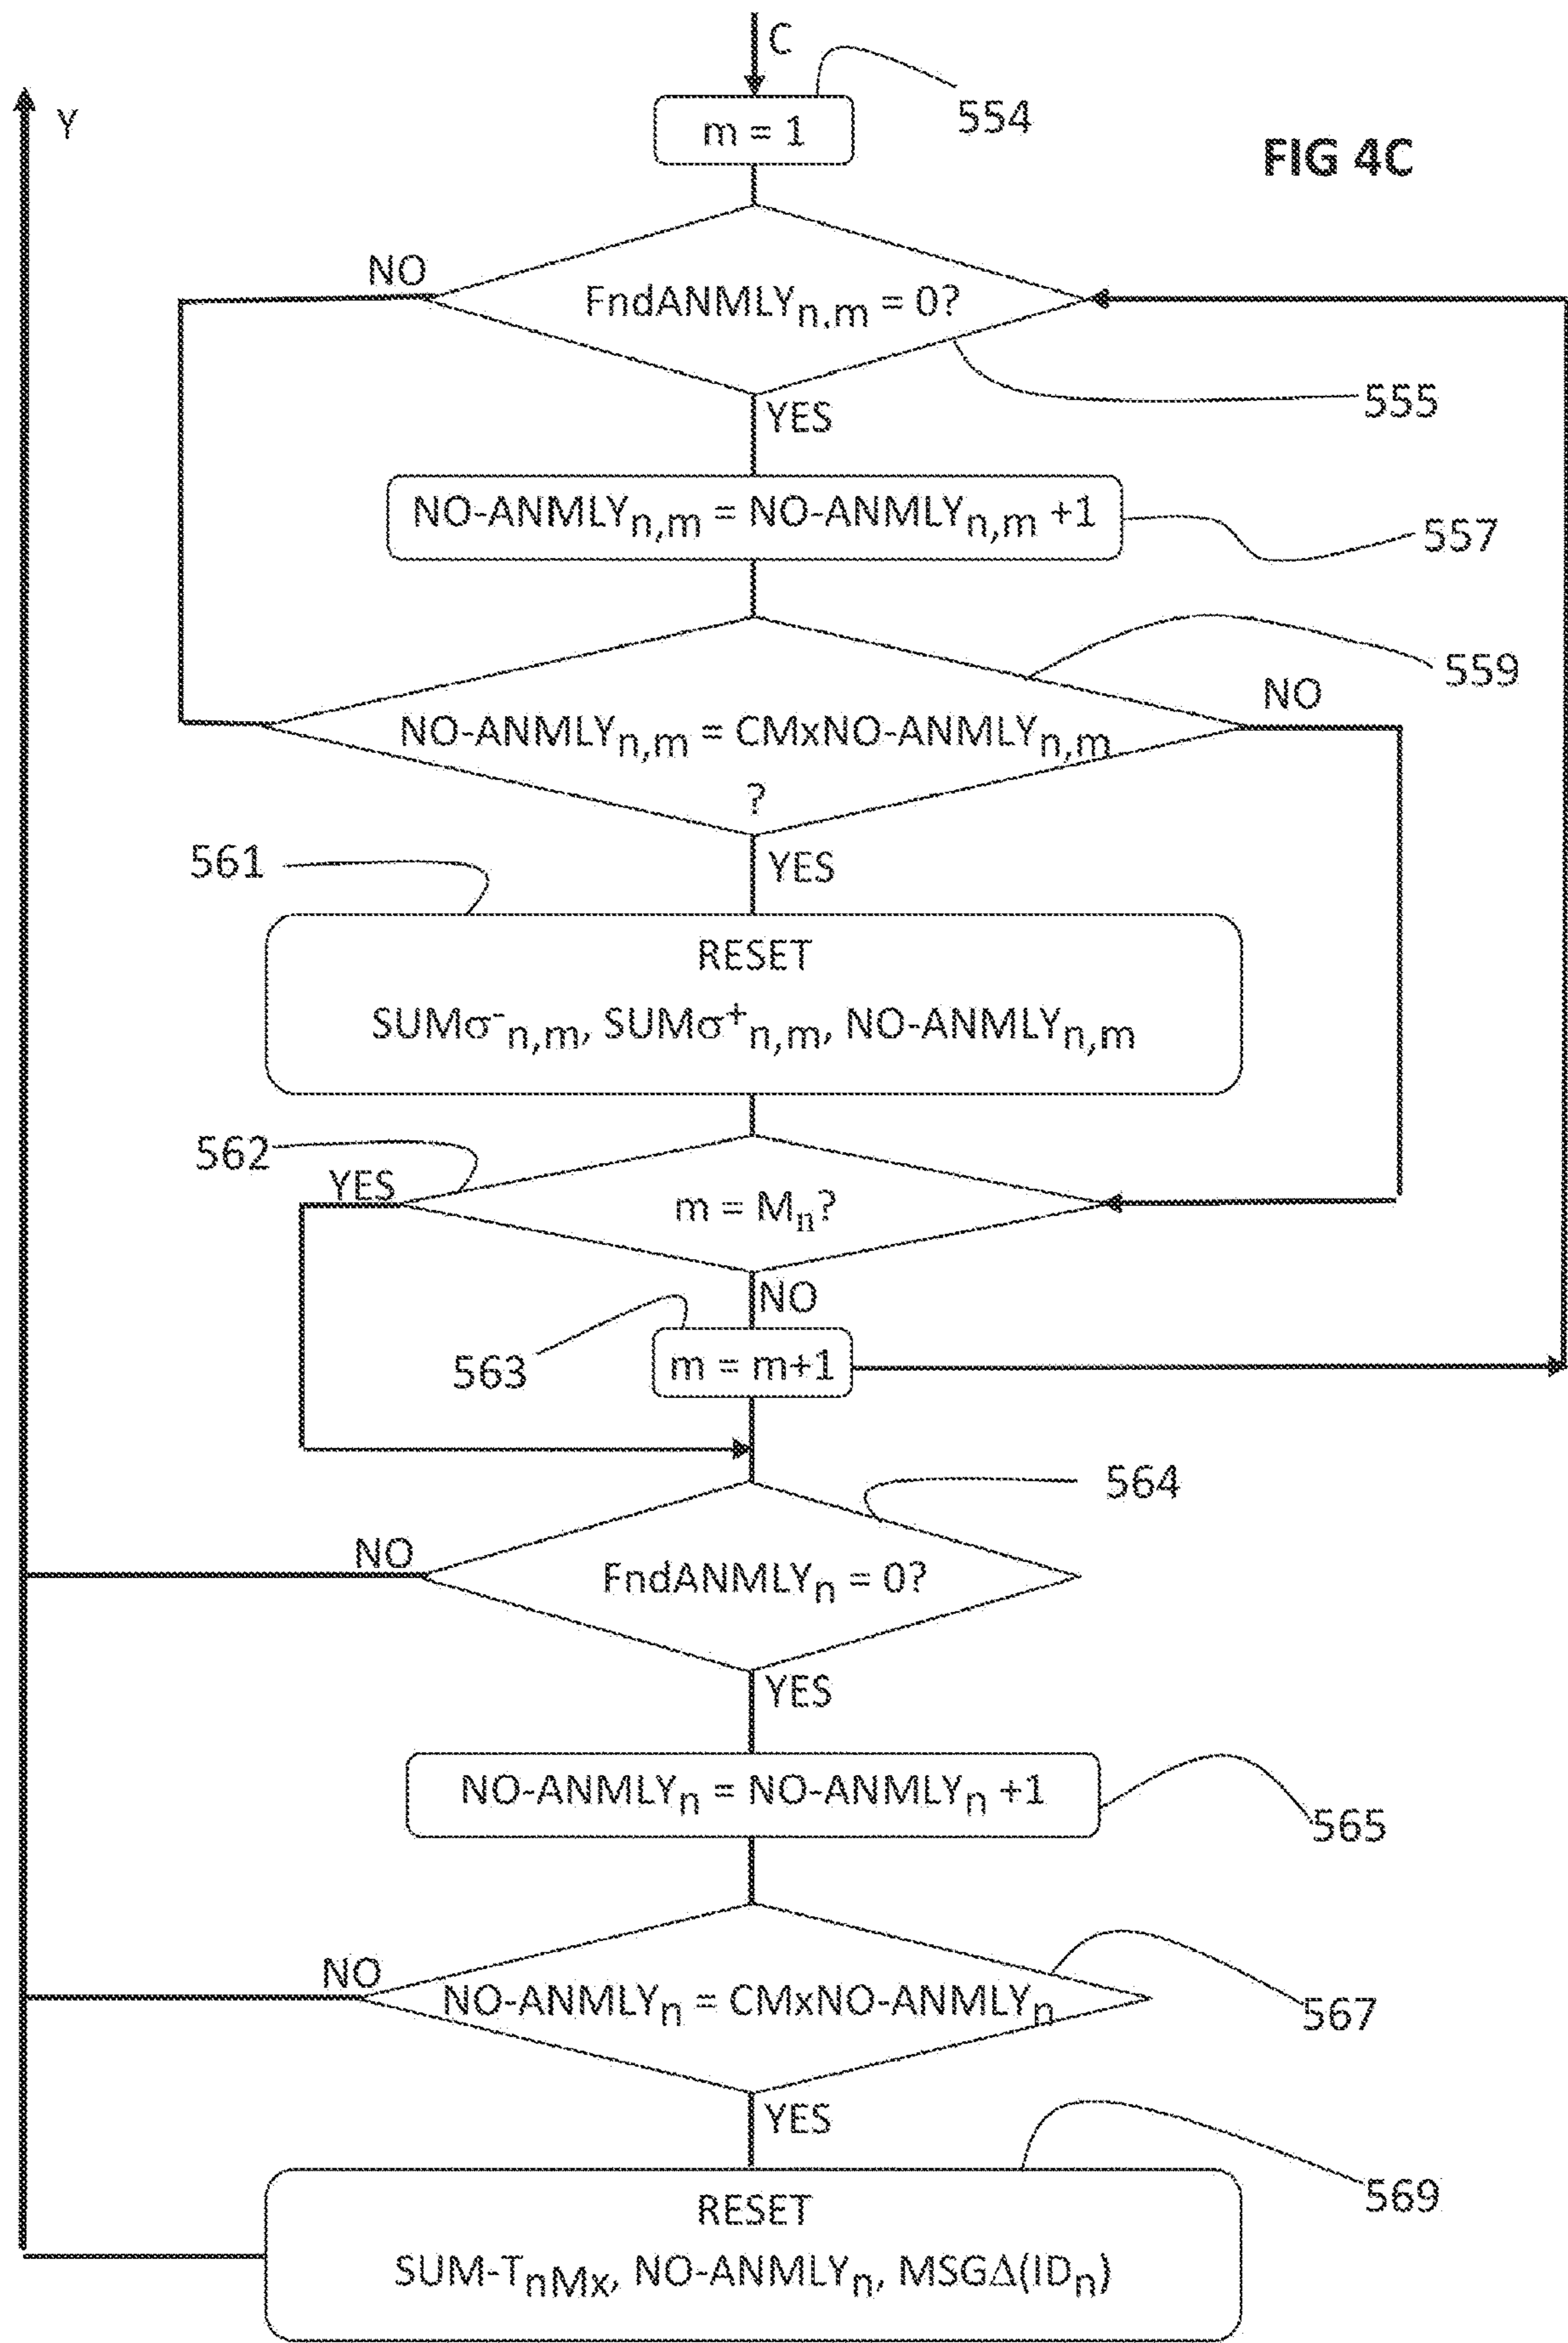 C
554
Y
m = 1
FIG 4C
NO
FndANMLYn,m = 0?
555
YES
NO-ANMLYn,m = NO-ANMLYn,m +1
557
559
NO
NO-ANMLYn,m = CMxNO-ANMLYn,m
?
561
YES
RESET
SUMσ-n,m, SUMσ+n,m, NO-ANMLYn,m
562
YES
m = Mn?
NO
563
m = m+1
564
NO
FndANMLYn = 0?
YES
NO-ANMLYn = NO-ANMLYn +1
565
NO
NO-ANMLYn = CMxNO-ANMLYn
567
YES
569
RESET
SUM-TnMx, NO-ANMLYn, MSGΔ(IDn)